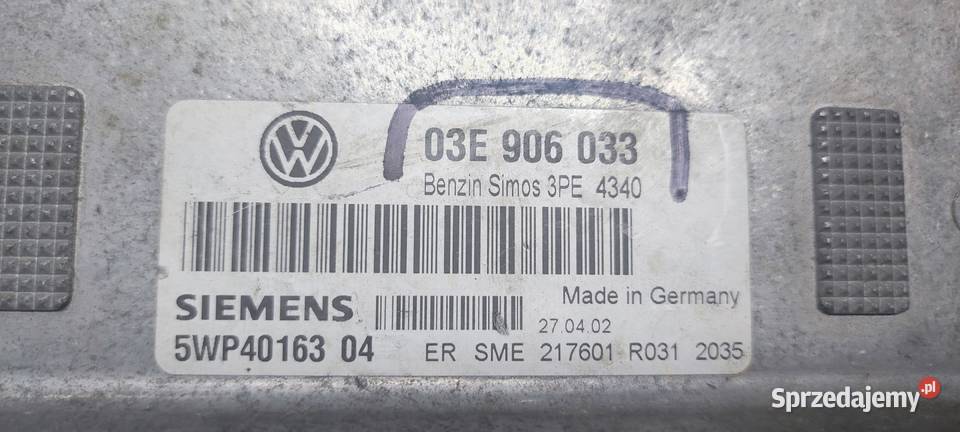 VW
03E 906 033
Benzin Simos 3PE 4340
SIEMENS
Made in Germany
27.04.02
5WP40163 04
ER SME 217601 R031 2035
Sprzedajemy.pl